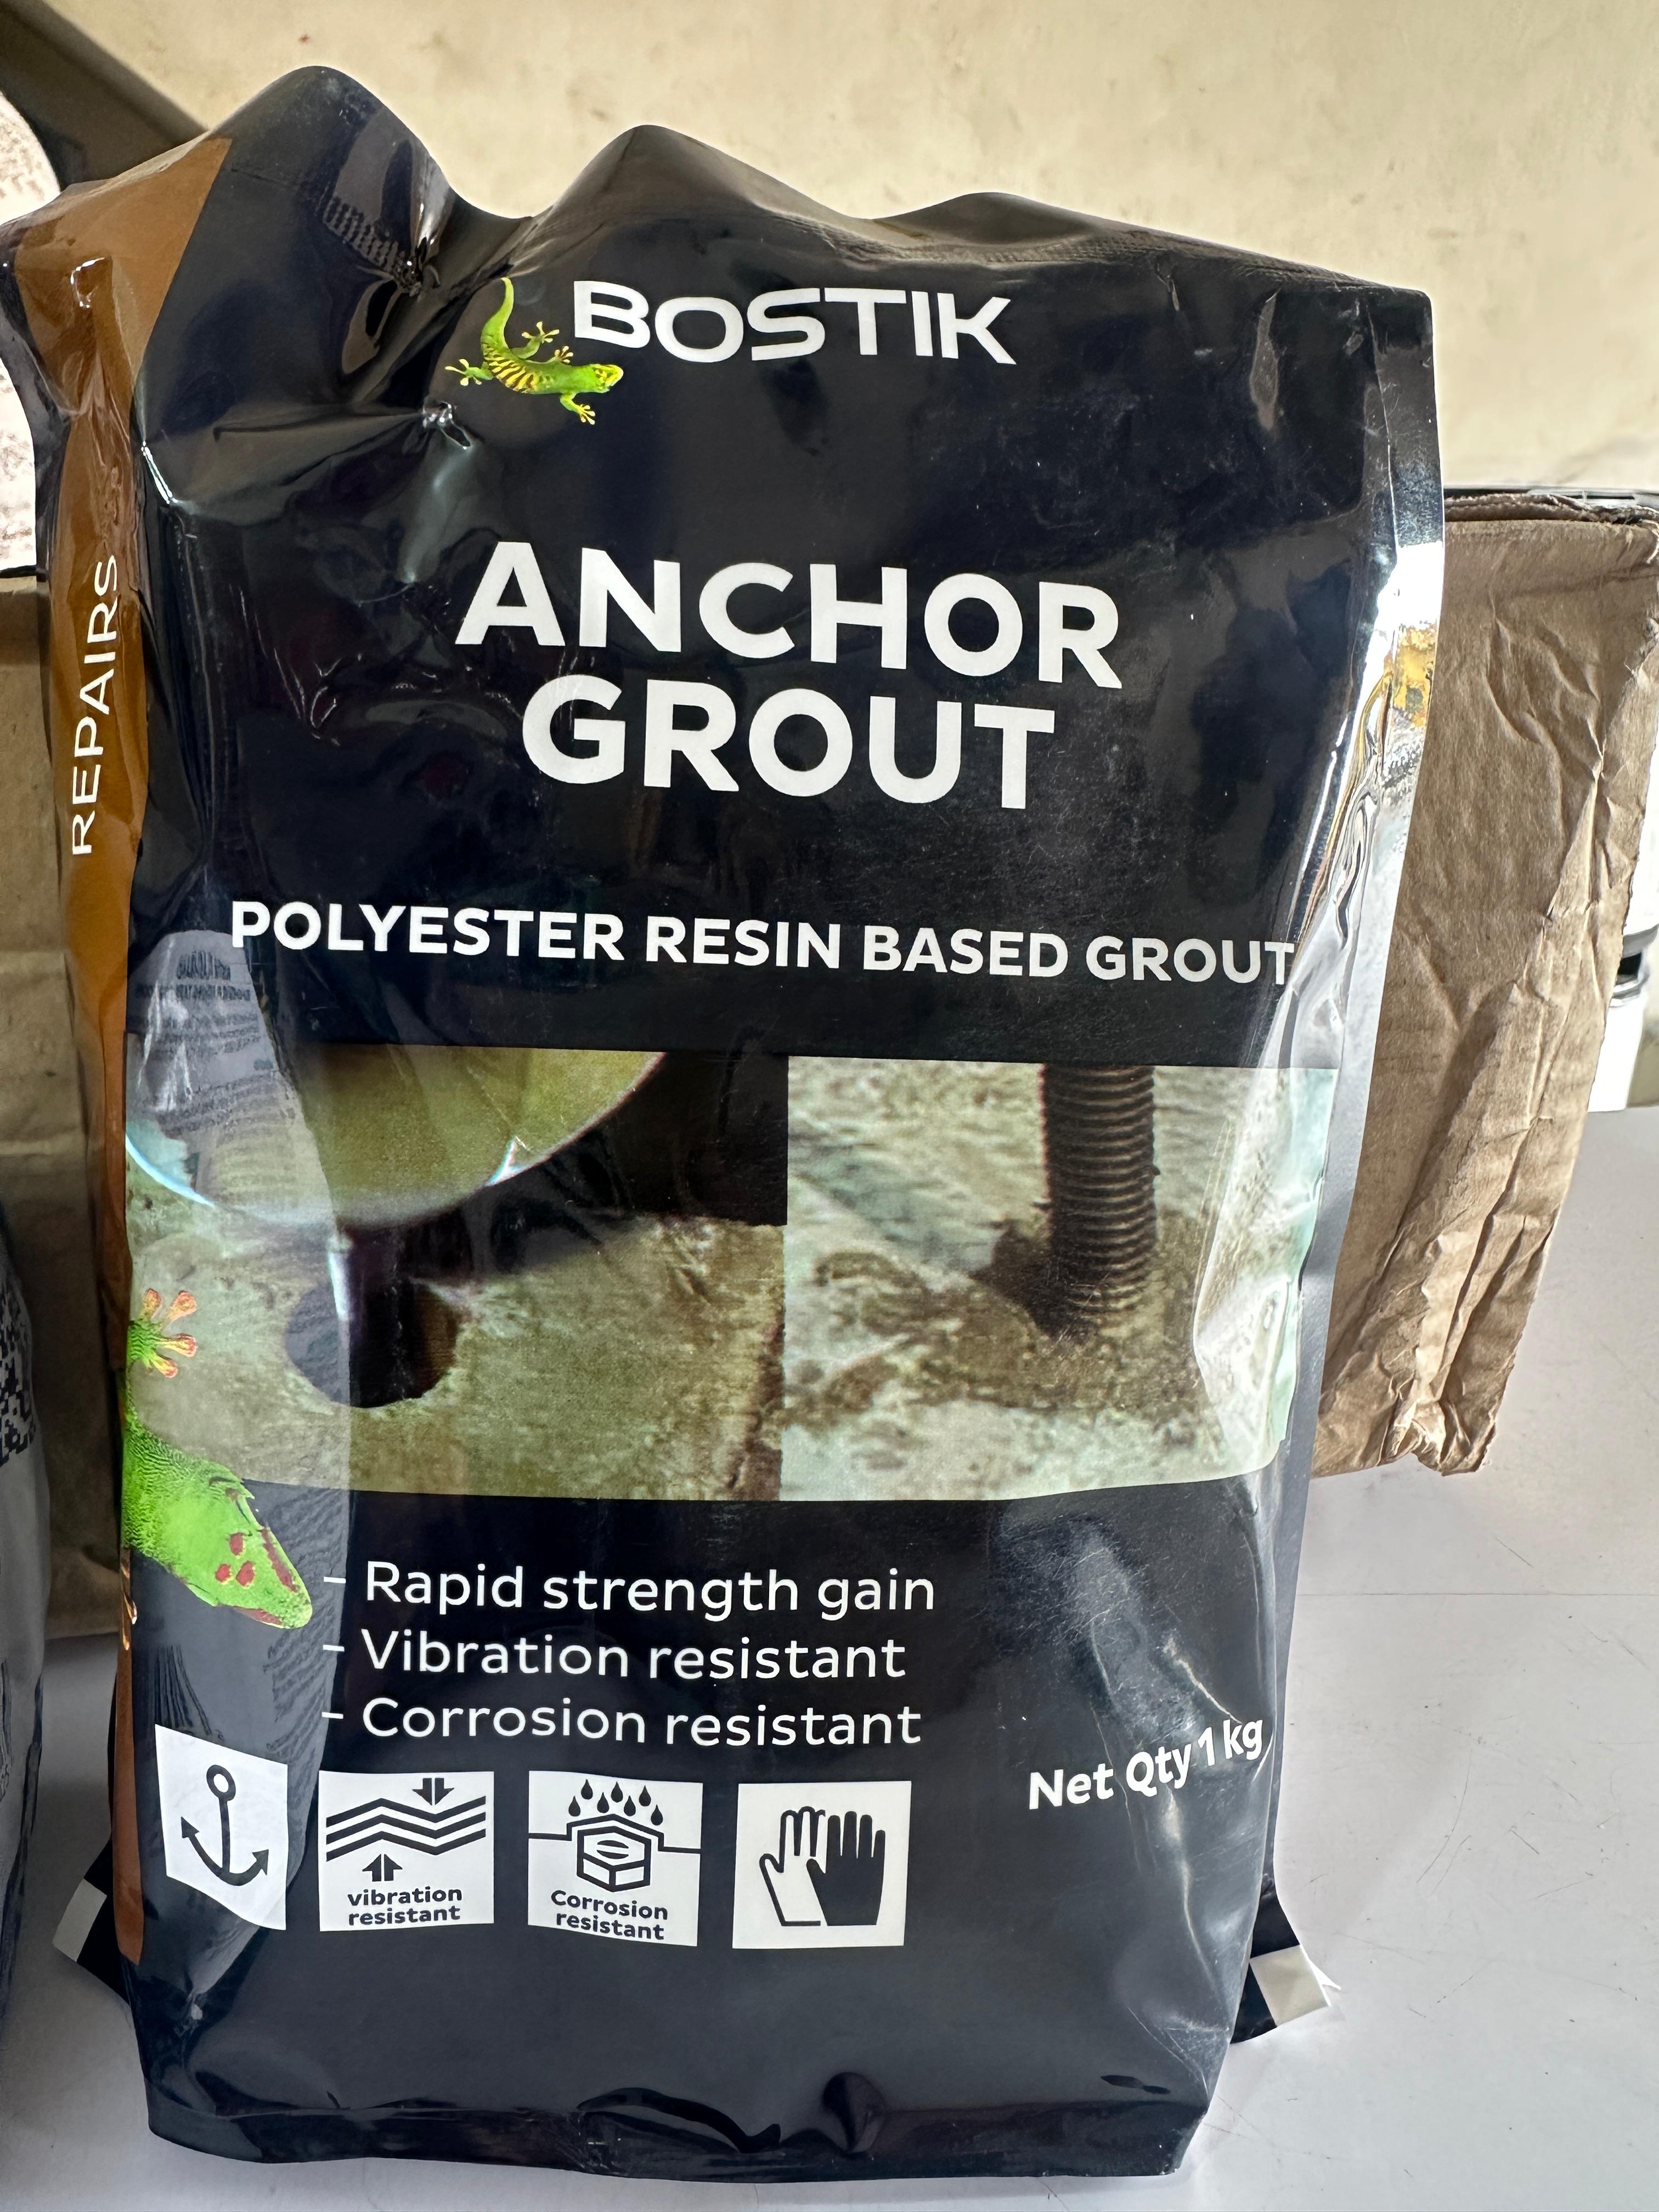 BOSTIK
ANCHOR
GROUT
REPAIRS
POLYESTER RESIN BASED GROUT
- Rapid strength gain
- Vibration resistant
- Corrosion resistant
Net Qty 1 kg
vibration
resistant
Corrosion
resistant